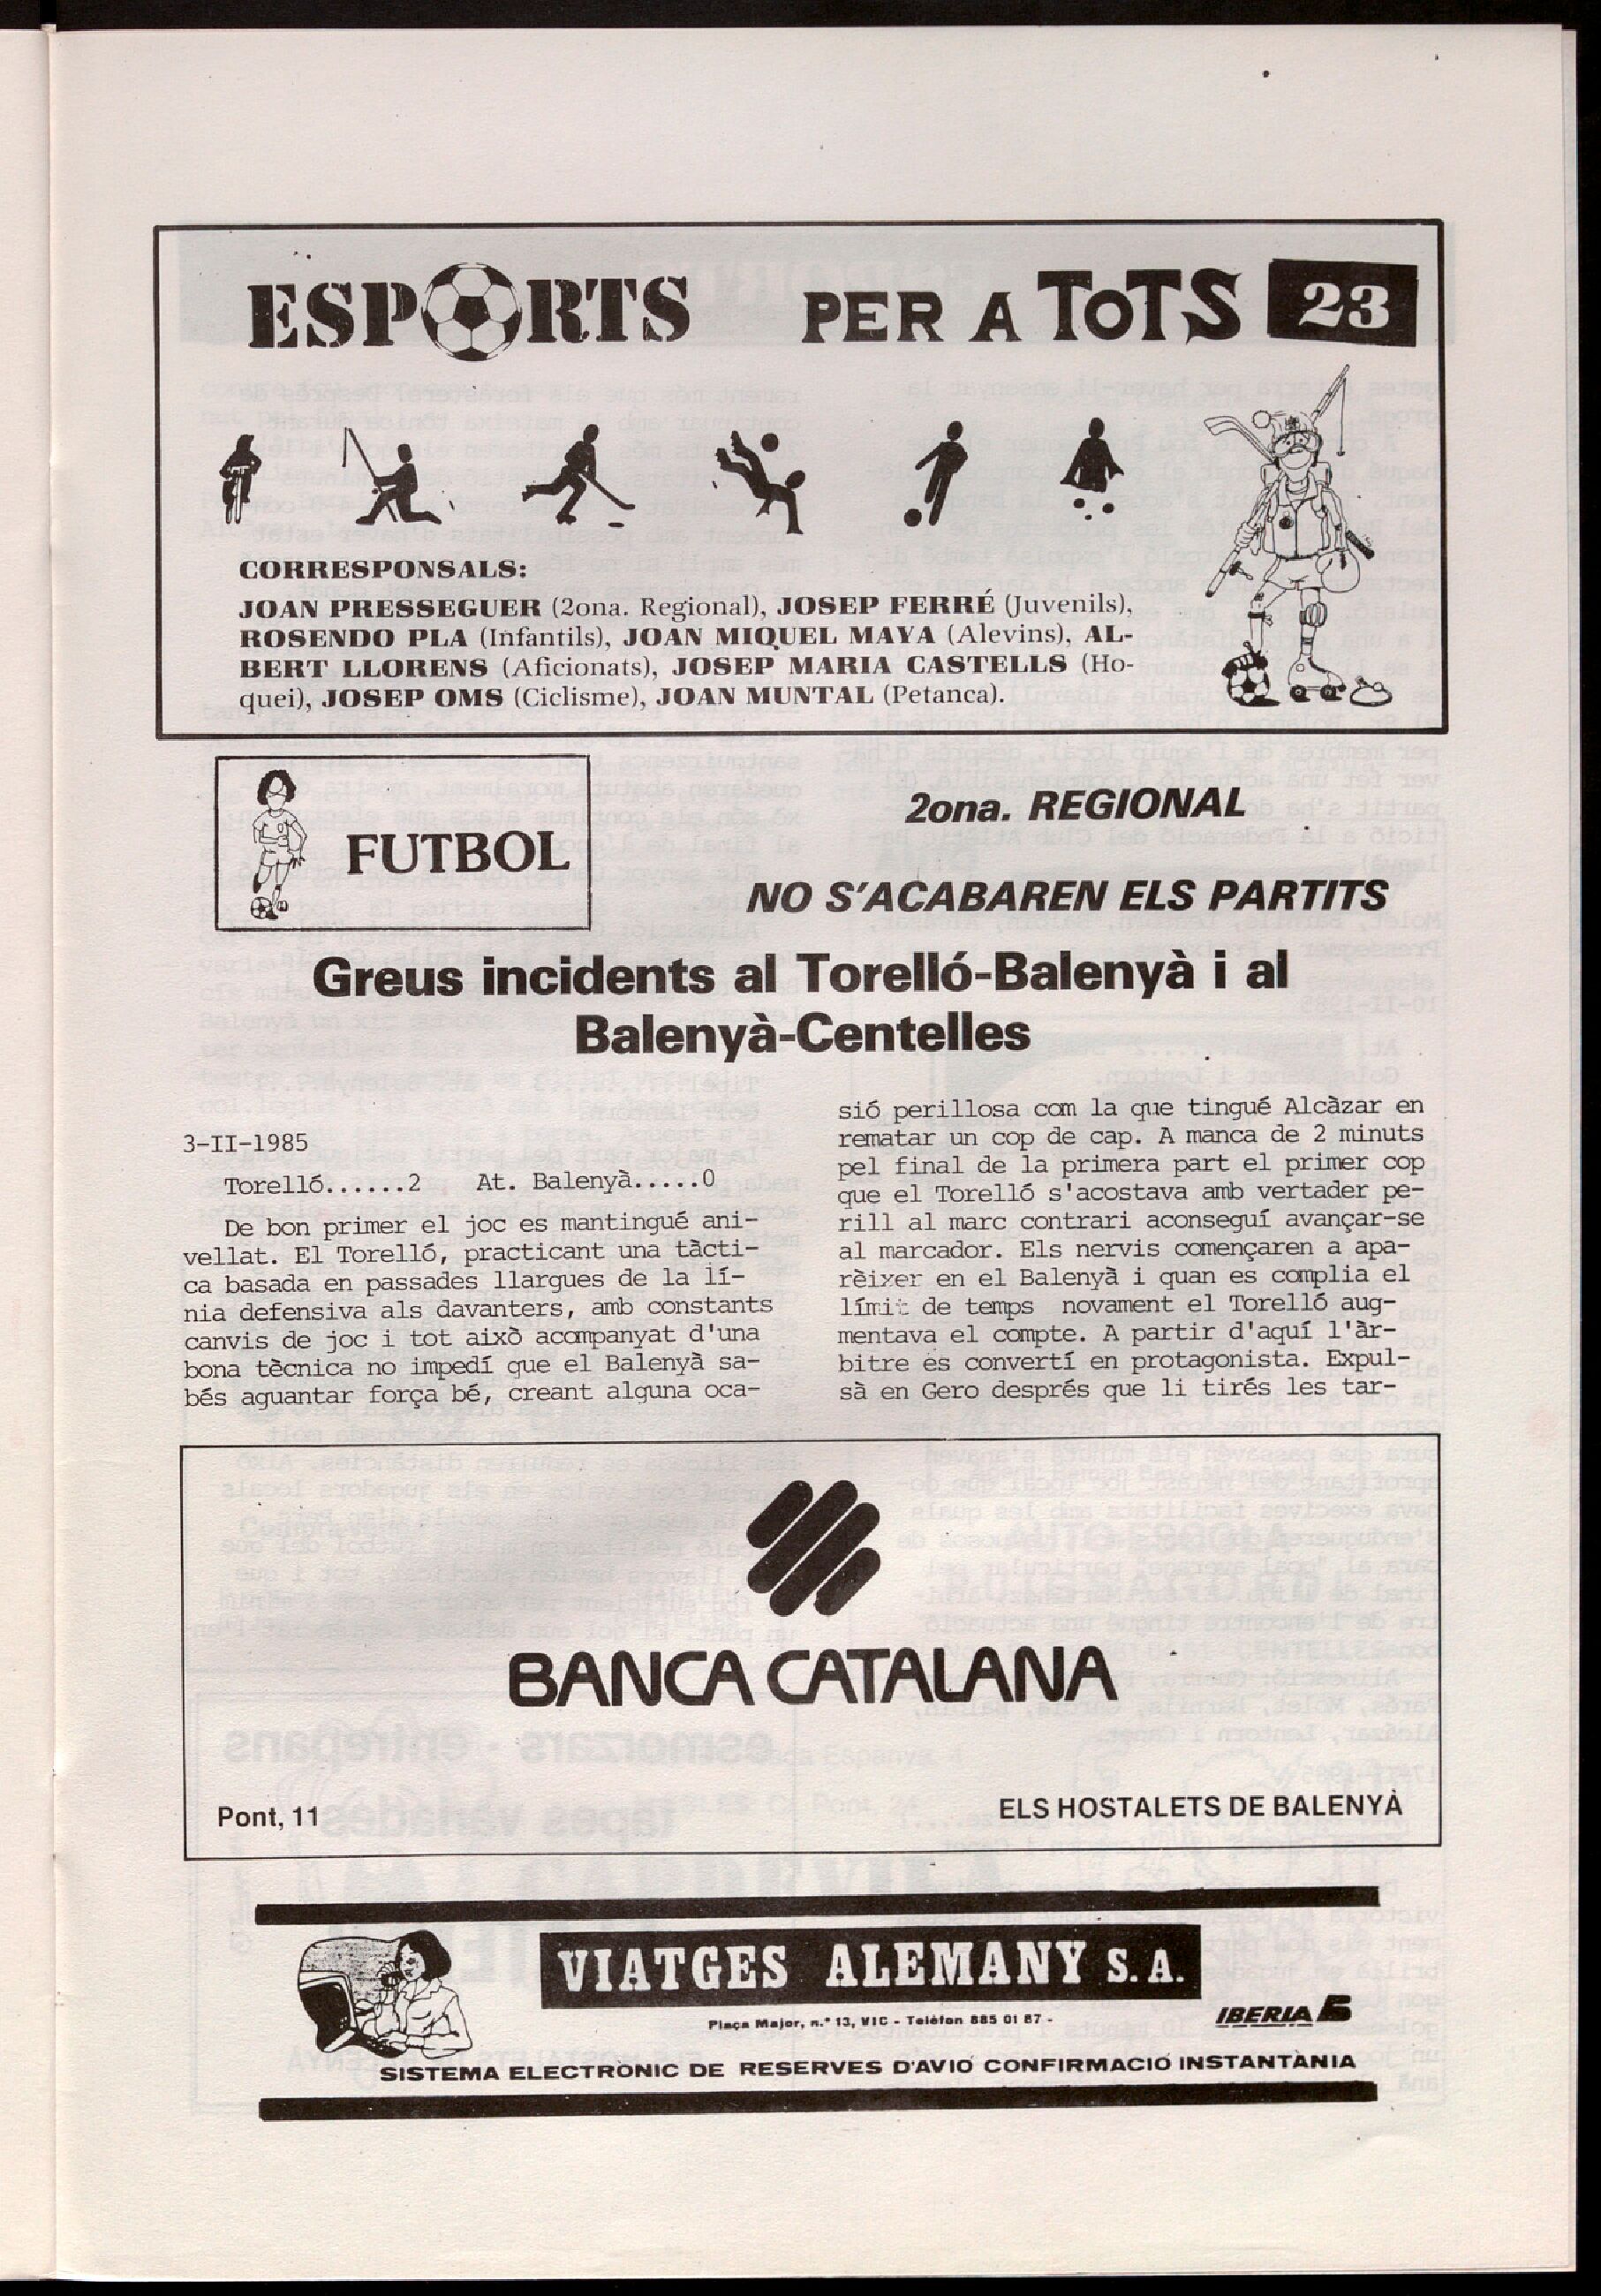 ESPORTS PER A TOTS 23
CORRESPONSALS:
JOAN PRESSEGUER (2ona. Regional), JOSEP FERRÉ (Juvenils),
ROSENDO PLA (Infantils), JOAN MIQUEL MAYA (Alevins), AL-
BERT LLORENS (Aficionats), JOSEP MARIA CASTELLS (Ho-
quei), JOSEP OMS (Ciclisme), JOAN MUNTAL (Petanca).
FUTBOL
2ona. REGIONAL
NO S'ACABAREN ELS PARTITS
Greus incidents al Torelló-Balenyà i al
Balenyà-Centelles
3-II-1985
Torelló......2 At. Balenyà.....0
De bon primer el joc es mantingué ani-
vellat. El Torelló, practicant una tàcti-
ca basada en passades llargues de la lí-
nia defensiva als davanters, amb constants
canvis de joc i tot això acompanyat d'una
bona tècnica no impedí que el Balenyà sa-
bés aguantar força bé, creant alguna oca-
sió perillosa com la que tingué Alcàzar en
rematar un cop de cap. A manca de 2 minuts
pel final de la primera part el primer cop
que el Torelló s'acostava amb vertader pe-
rill al marc contrari aconseguí avançar-se
al marcador. Els nervis començaren a apa-
rèixer en el Balenyà i quan es complia el
límit de temps novament el Torelló aug-
mentava el compte. A partir d'aquí l'àr-
bitre es convertí en protagonista. Expul-
sà en Gero després que li tirés les tar-
BANCA CATALANA
Pont, 11
ELS HOSTALETS DE BALENYÀ
VIATGES ALEMANY S.A.
Plaça Major, n.º 13, VIC - Telèfon 885 01 87 -
IBERIA
SISTEMA ELECTRÒNIC DE RESERVES D'AVIO CONFIRMACIO INSTANTÀNIA